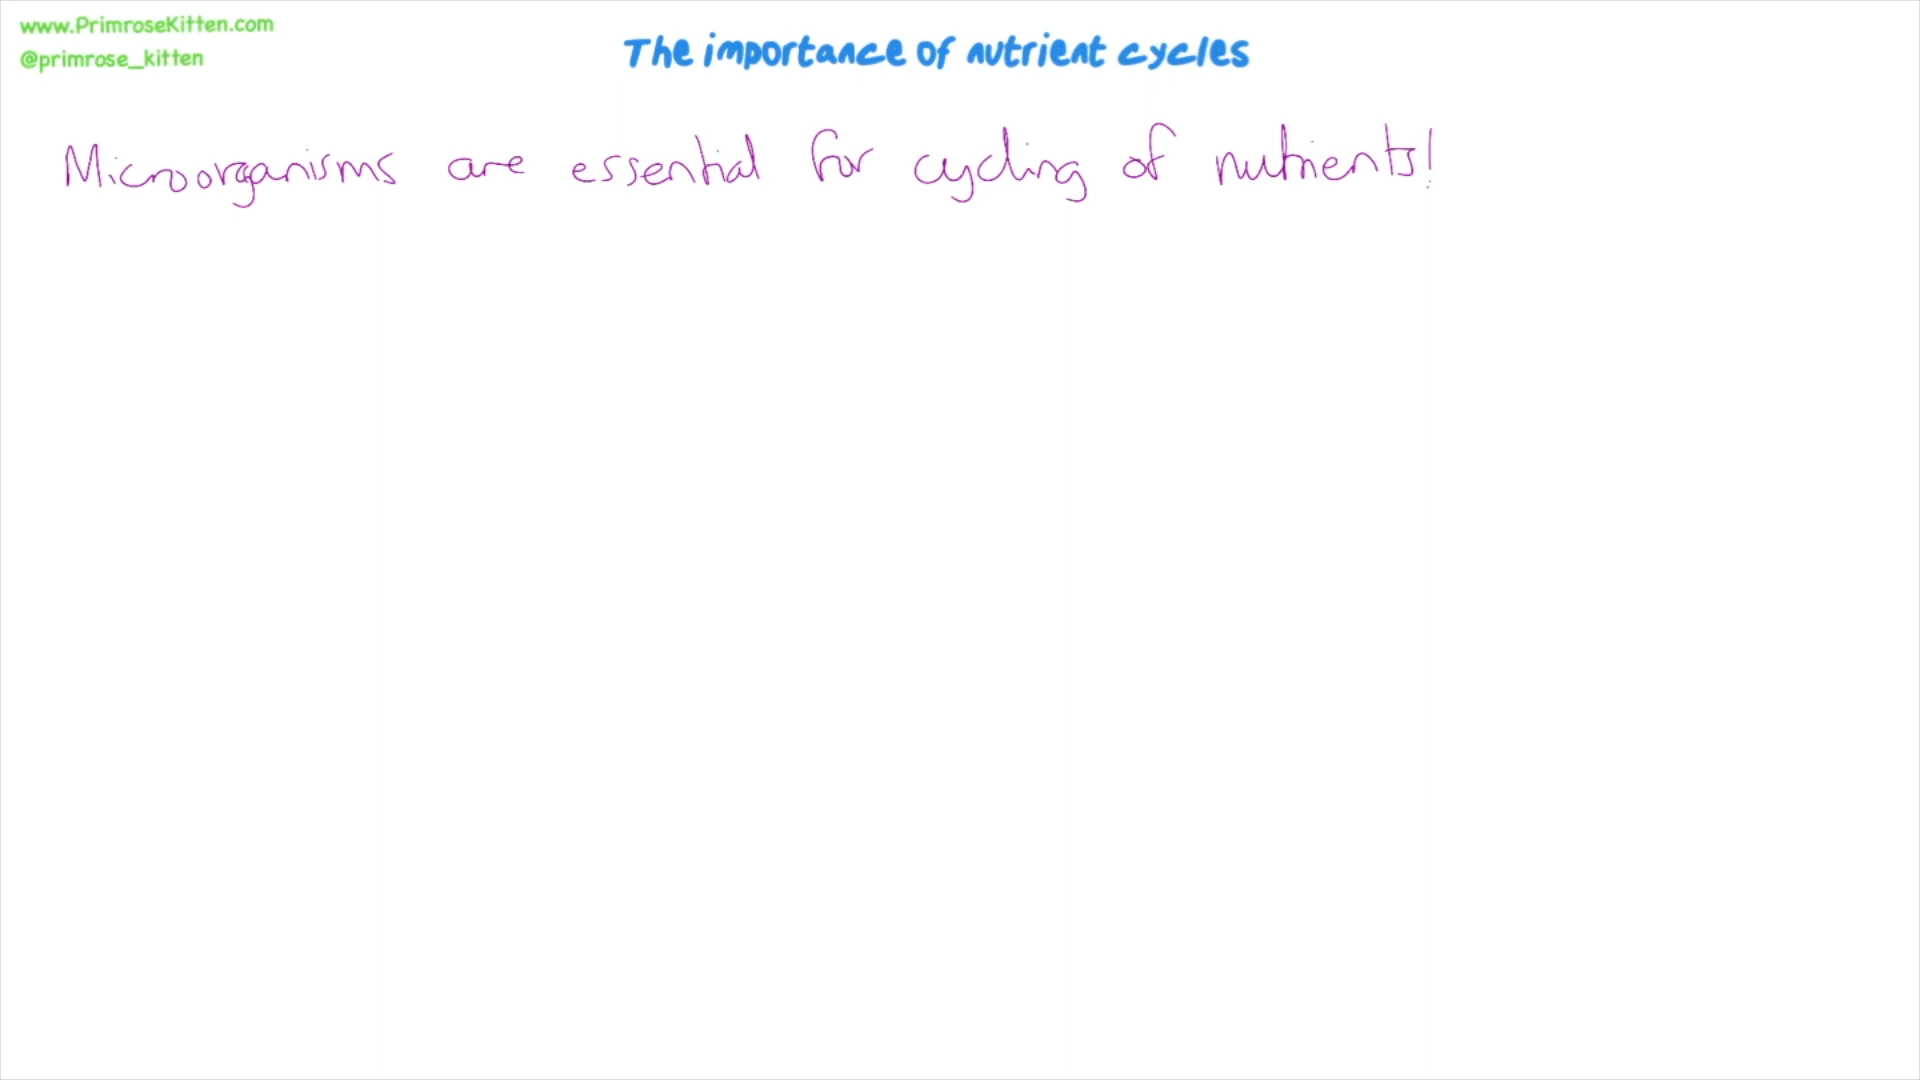 www.PrimroseKitten.com
@primrose_kitten
The importance of nutrient cycles
Microorganisms are essential for cycling of nutrients!